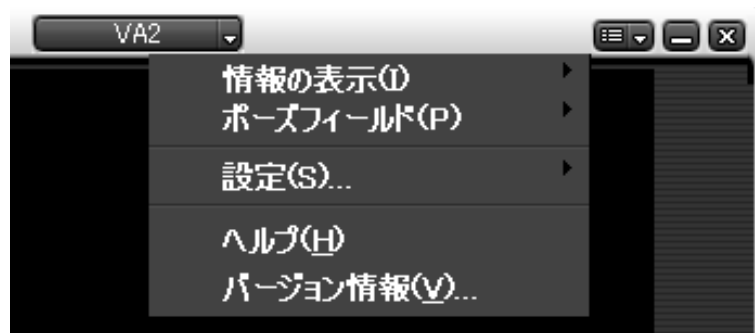 VA2
情報の表示(I)
ポーズフィールド(P)
設定(S)...
ヘルプ(H)
バージョン情報(V)...